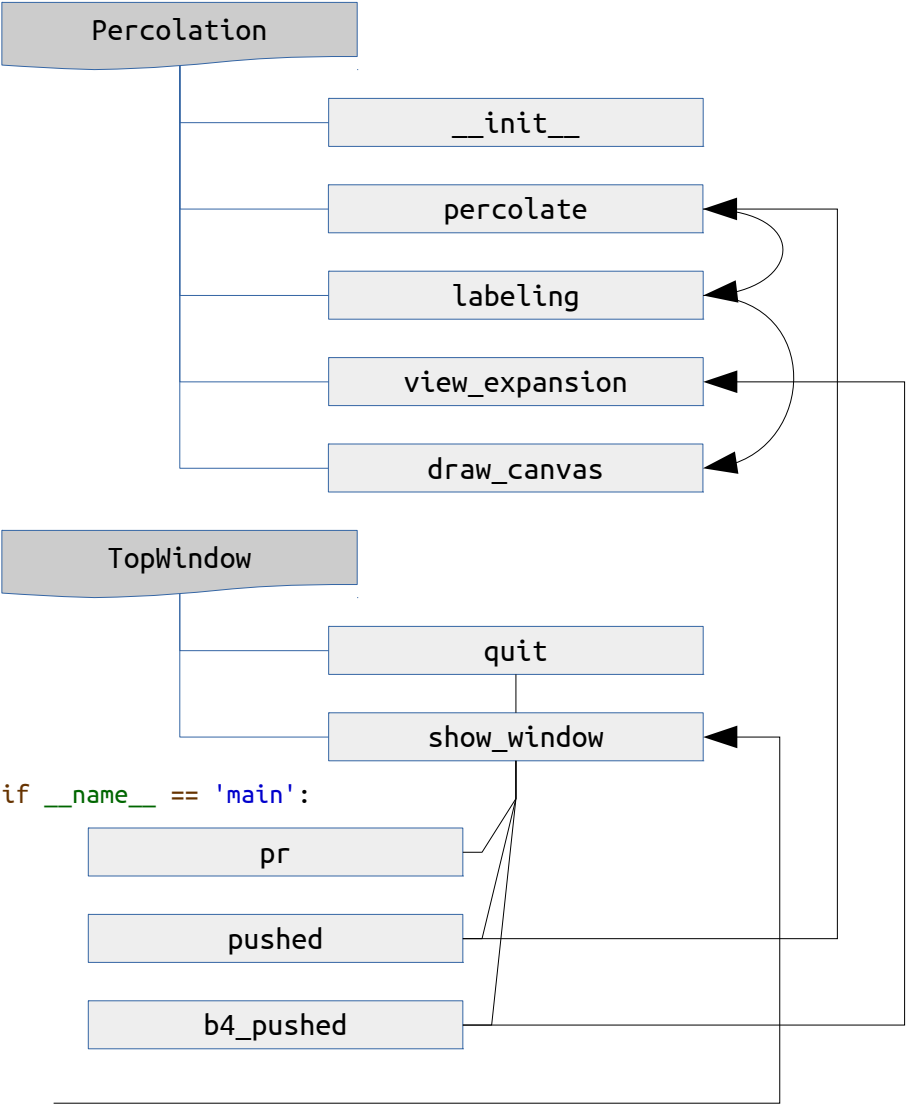 Percolation
__init__
percolate
labeling
view_expansion
draw_canvas
TopWindow
quit
show_window
if __name__ == 'main':
pr
pushed
b4_pushed